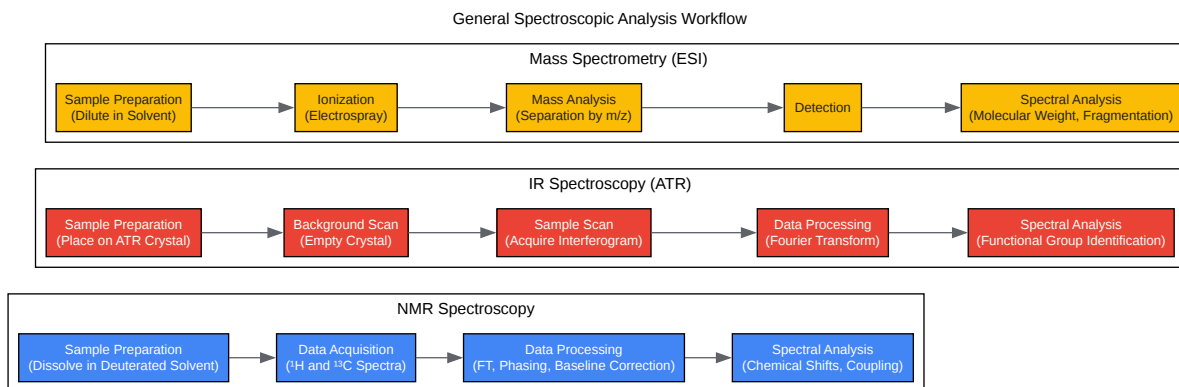 General Spectroscopic Analysis Workflow
Mass Spectrometry (ESI)
Sample Preparation
(Dilute in Solvent)
Ionization
(Electrospray)
Mass Analysis
(Separation by m/z)
Detection
Spectral Analysis
(Molecular Weight, Fragmentation)
IR Spectroscopy (ATR)
Sample Preparation
(Place on ATR Crystal)
Background Scan
(Empty Crystal)
Sample Scan
(Acquire Interferogram)
Data Processing
(Fourier Transform)
Spectral Analysis
(Functional Group Identification)
NMR Spectroscopy
Sample Preparation
(Dissolve in Deuterated Solvent)
Data Acquisition
(¹H and ¹³C Spectra)
Data Processing
(FT, Phasing, Baseline Correction)
Spectral Analysis
(Chemical Shifts, Coupling)